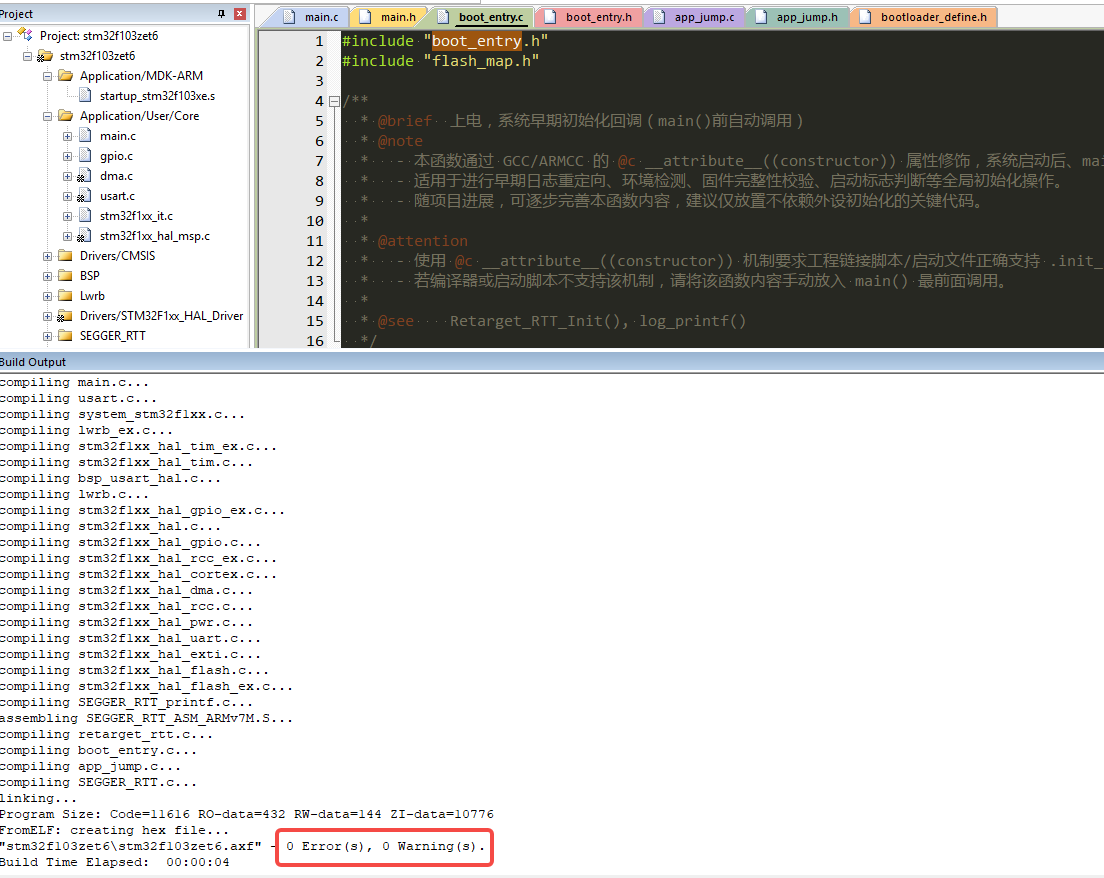 Project
Project: stm32f103zet6
stm32f103zet6
Application/MDK-ARM
startup_stm32f103xe.s
Application/User/Core
main.c
gpio.c
dma.c
usart.c
stm32f1xx_it.c
stm32f1xx_hal_msp.c
Drivers/CMSIS
BSP
Lwrb
Drivers/STM32F1xx_HAL_Driver
SEGGER_RTT
main.c main.h boot_entry.c boot_entry.h app_jump.c app_jump.h bootloader_define.h
1 #include "boot_entry.h"
2 #include "flash_map.h"
3
4 /**
5 * @brief 上电，系统早期初始化回调（main()前自动调用）
6 * @note
7 * - 本函数通过 GCC/ARMCC 的 @c __attribute__((constructor)) 属性修饰，系统启动后、mai
8 * - 适用于进行早期日志重定向、环境检测、固件完整性校验、启动标志判断等全局初始化操作。
9 * - 随项目进展，可逐步完善本函数内容，建议仅放置不依赖外设初始化的关键代码。
10 *
11 * @attention
12 * - 使用 @c __attribute__((constructor)) 机制要求工程链接脚本/启动文件正确支持 .init_
13 * - 若编译器或启动脚本不支持该机制，请将该函数内容手动放入 main() 最前面调用。
14 *
15 * @see Retarget_RTT_Init(), log_printf()
16 */
Build Output
compiling main.c...
compiling usart.c...
compiling system_stm32f1xx.c...
compiling lwrb_ex.c...
compiling stm32f1xx_hal_tim_ex.c...
compiling stm32f1xx_hal_tim.c...
compiling bsp_usart_hal.c...
compiling lwrb.c...
compiling stm32f1xx_hal_gpio_ex.c...
compiling stm32f1xx_hal.c...
compiling stm32f1xx_hal_gpio.c...
compiling stm32f1xx_hal_rcc_ex.c...
compiling stm32f1xx_hal_cortex.c...
compiling stm32f1xx_hal_dma.c...
compiling stm32f1xx_hal_rcc.c...
compiling stm32f1xx_hal_pwr.c...
compiling stm32f1xx_hal_uart.c...
compiling stm32f1xx_hal_exti.c...
compiling stm32f1xx_hal_flash.c...
compiling stm32f1xx_hal_flash_ex.c...
compiling SEGGER_RTT_printf.c...
assembling SEGGER_RTT_ASM_ARMv7M.S...
compiling retarget_rtt.c...
compiling boot_entry.c...
compiling app_jump.c...
compiling SEGGER_RTT.c...
linking...
Program Size: Code=11616 RO-data=432 RW-data=144 ZI-data=10776
FromELF: creating hex file...
"stm32f103zet6\stm32f103zet6.axf" - 0 Error(s), 0 Warning(s).
Build Time Elapsed: 00:00:04